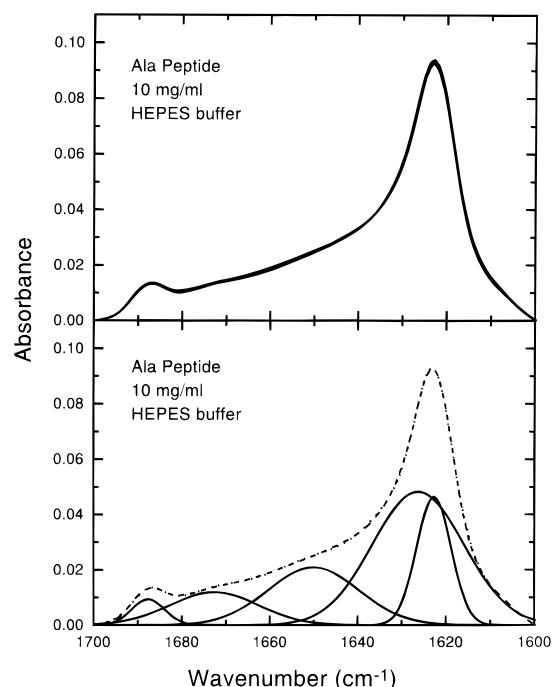 0.10
Ala Peptide
10 mg/ml
HEPES buffer
0.08
0.06
0.04
0.02
0.00
Absorbance
0.10
Ala Peptide
10 mg/ml
HEPES buffer
0.08
0.06
0.04
0.02
0.00
1700 1680 1660 1640 1620 1600
Wavenumber (cm-1)